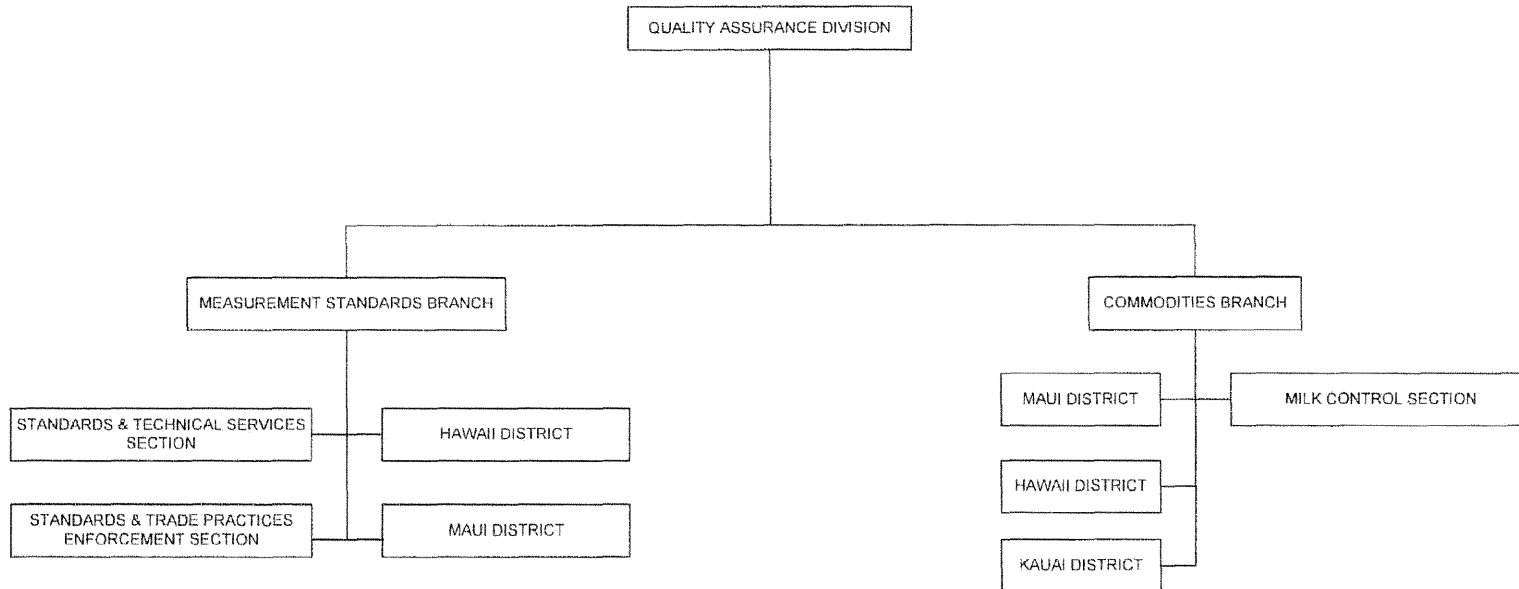 QUALITY ASSURANCE DIVISION
MEASUREMENT STANDARDS BRANCH
COMMODITIES BRANCH
MAUI DISTRICT
MILK CONTROL SECTION
STANDARDS & TECHNICAL SERVICES
SECTION
HAWAII DISTRICT
HAWAII DISTRICT
STANDARDS & TRADE PRACTICES
ENFORCEMENT SECTION
MAUI DISTRICT
KAUAI DISTRICT